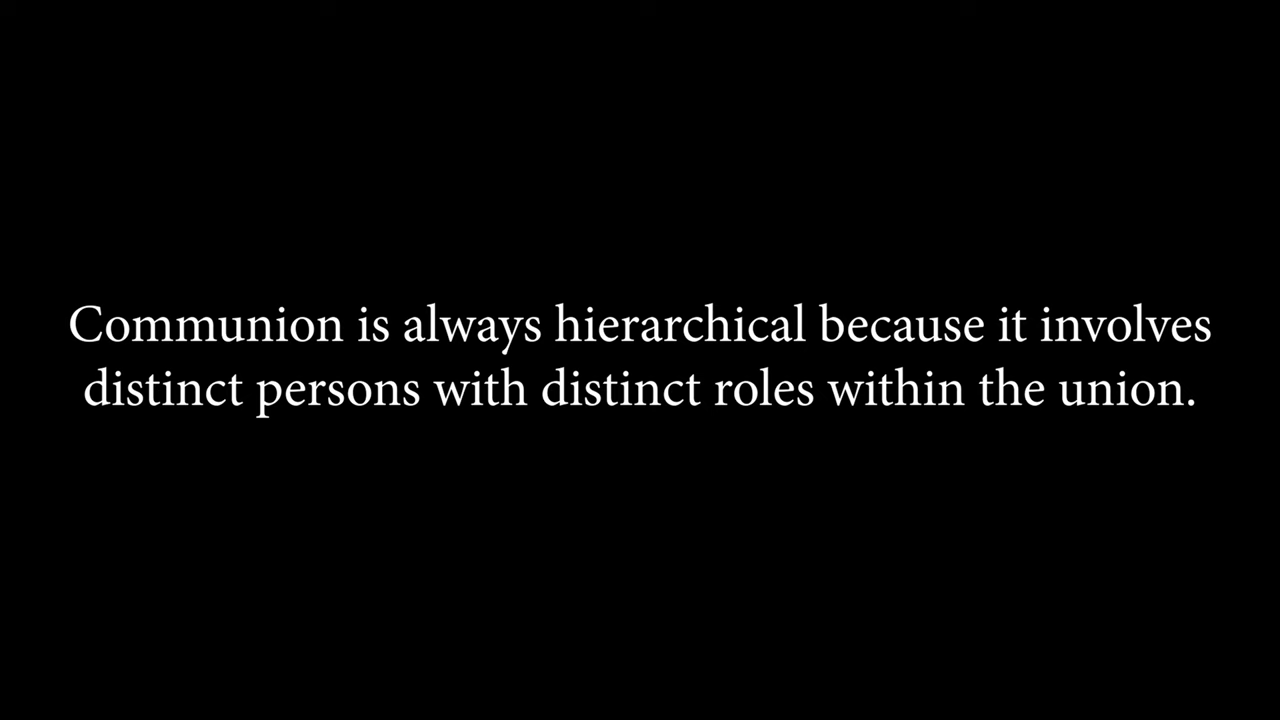 Communion is always hierarchical because it involves
distinct persons with distinct roles within the union.